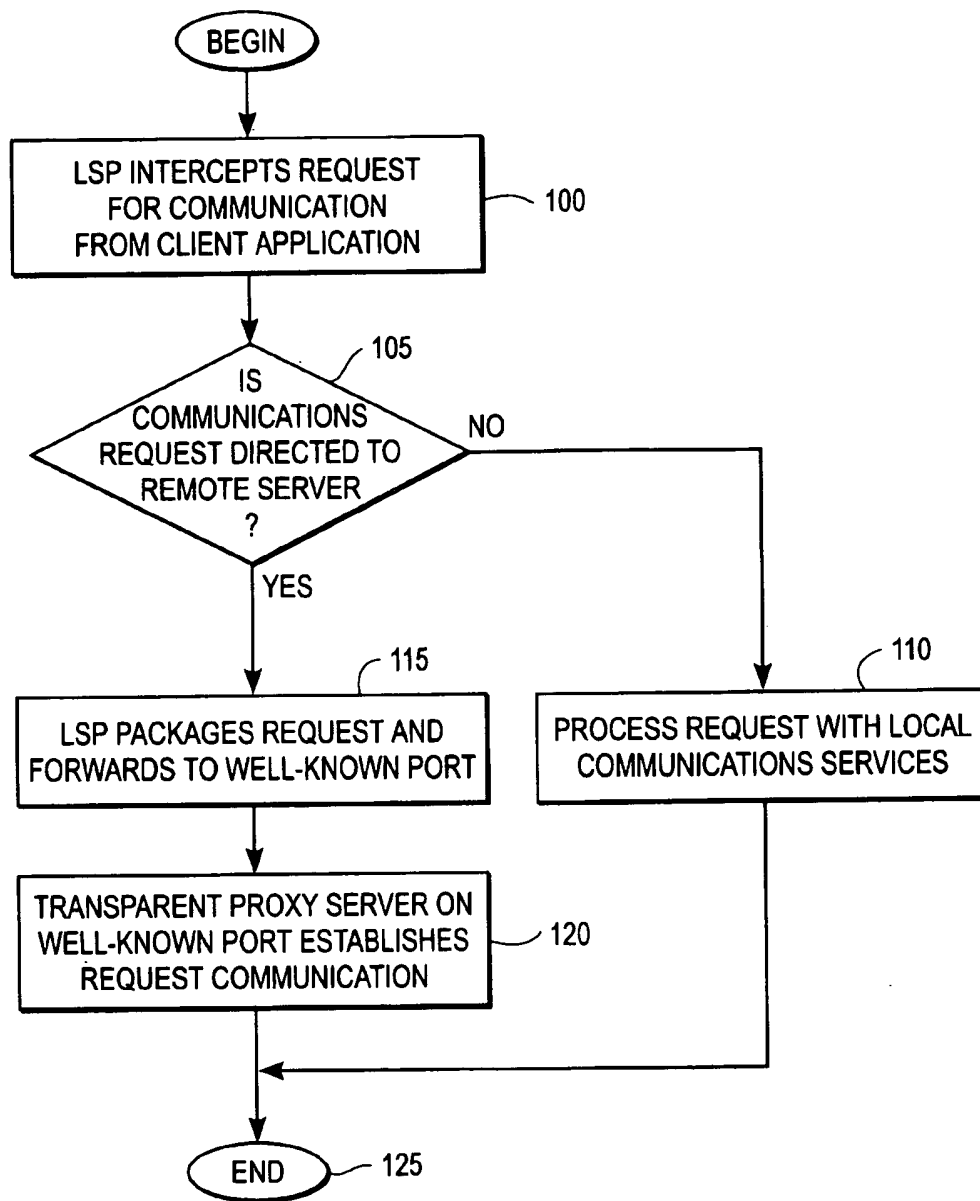 BEGIN
LSP INTERCEPTS REQUEST
FOR COMMUNICATION
FROM CLIENT APPLICATION
100
105
IS
COMMUNICATIONS
REQUEST DIRECTED TO
REMOTE SERVER
?
NO
YES
115
LSP PACKAGES REQUEST AND
FORWARDS TO WELL-KNOWN PORT
110
PROCESS REQUEST WITH LOCAL
COMMUNICATIONS SERVICES
TRANSPARENT PROXY SERVER ON
WELL-KNOWN PORT ESTABLISHES
REQUEST COMMUNICATION
120
END
125